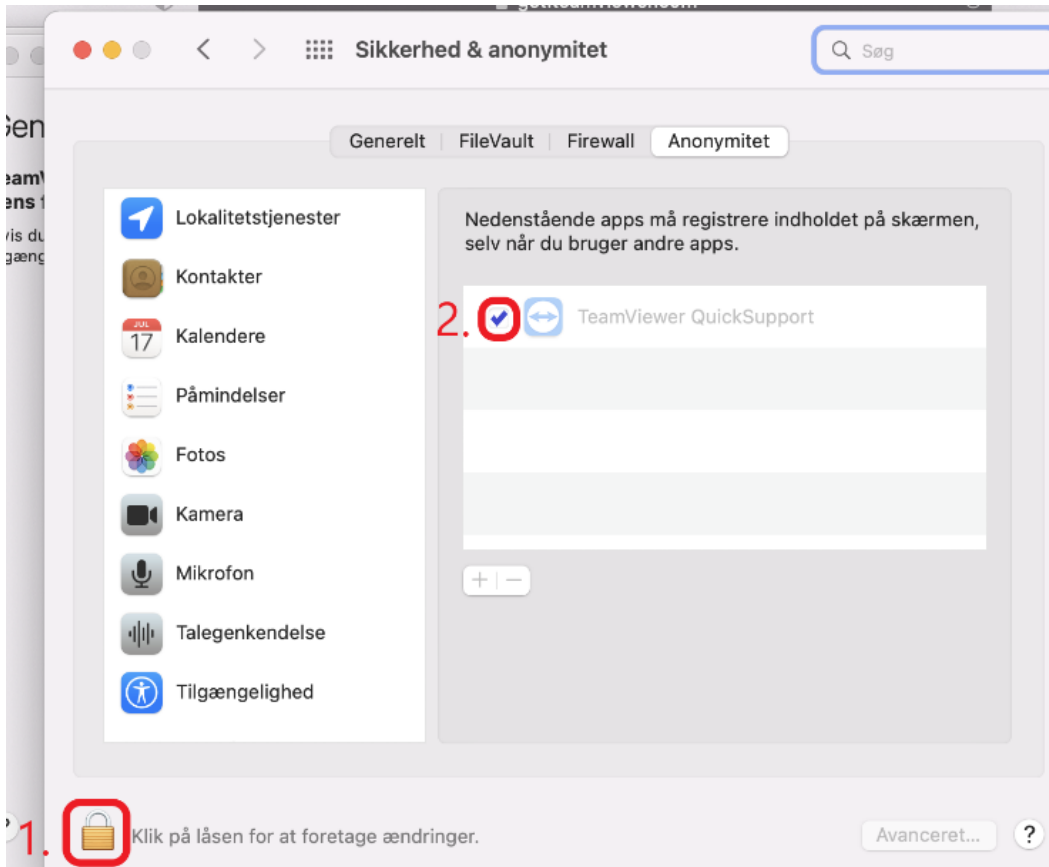 Sikkerhed & anonymitet
Søg
Generelt
FileVault
Firewall
Anonymitet
Lokalitetstjenester
Kontakter
JUL
17
Kalendere
Påmindelser
Fotos
Kamera
Mikrofon
Talegenkendelse
Tilgængelighed
Nedenstående apps må registrere indholdet på skærmen,
selv når du bruger andre apps.
2.
TeamViewer QuickSupport
+
−
1.
Klik på låsen for at foretage ændringer.
Avanceret...
?